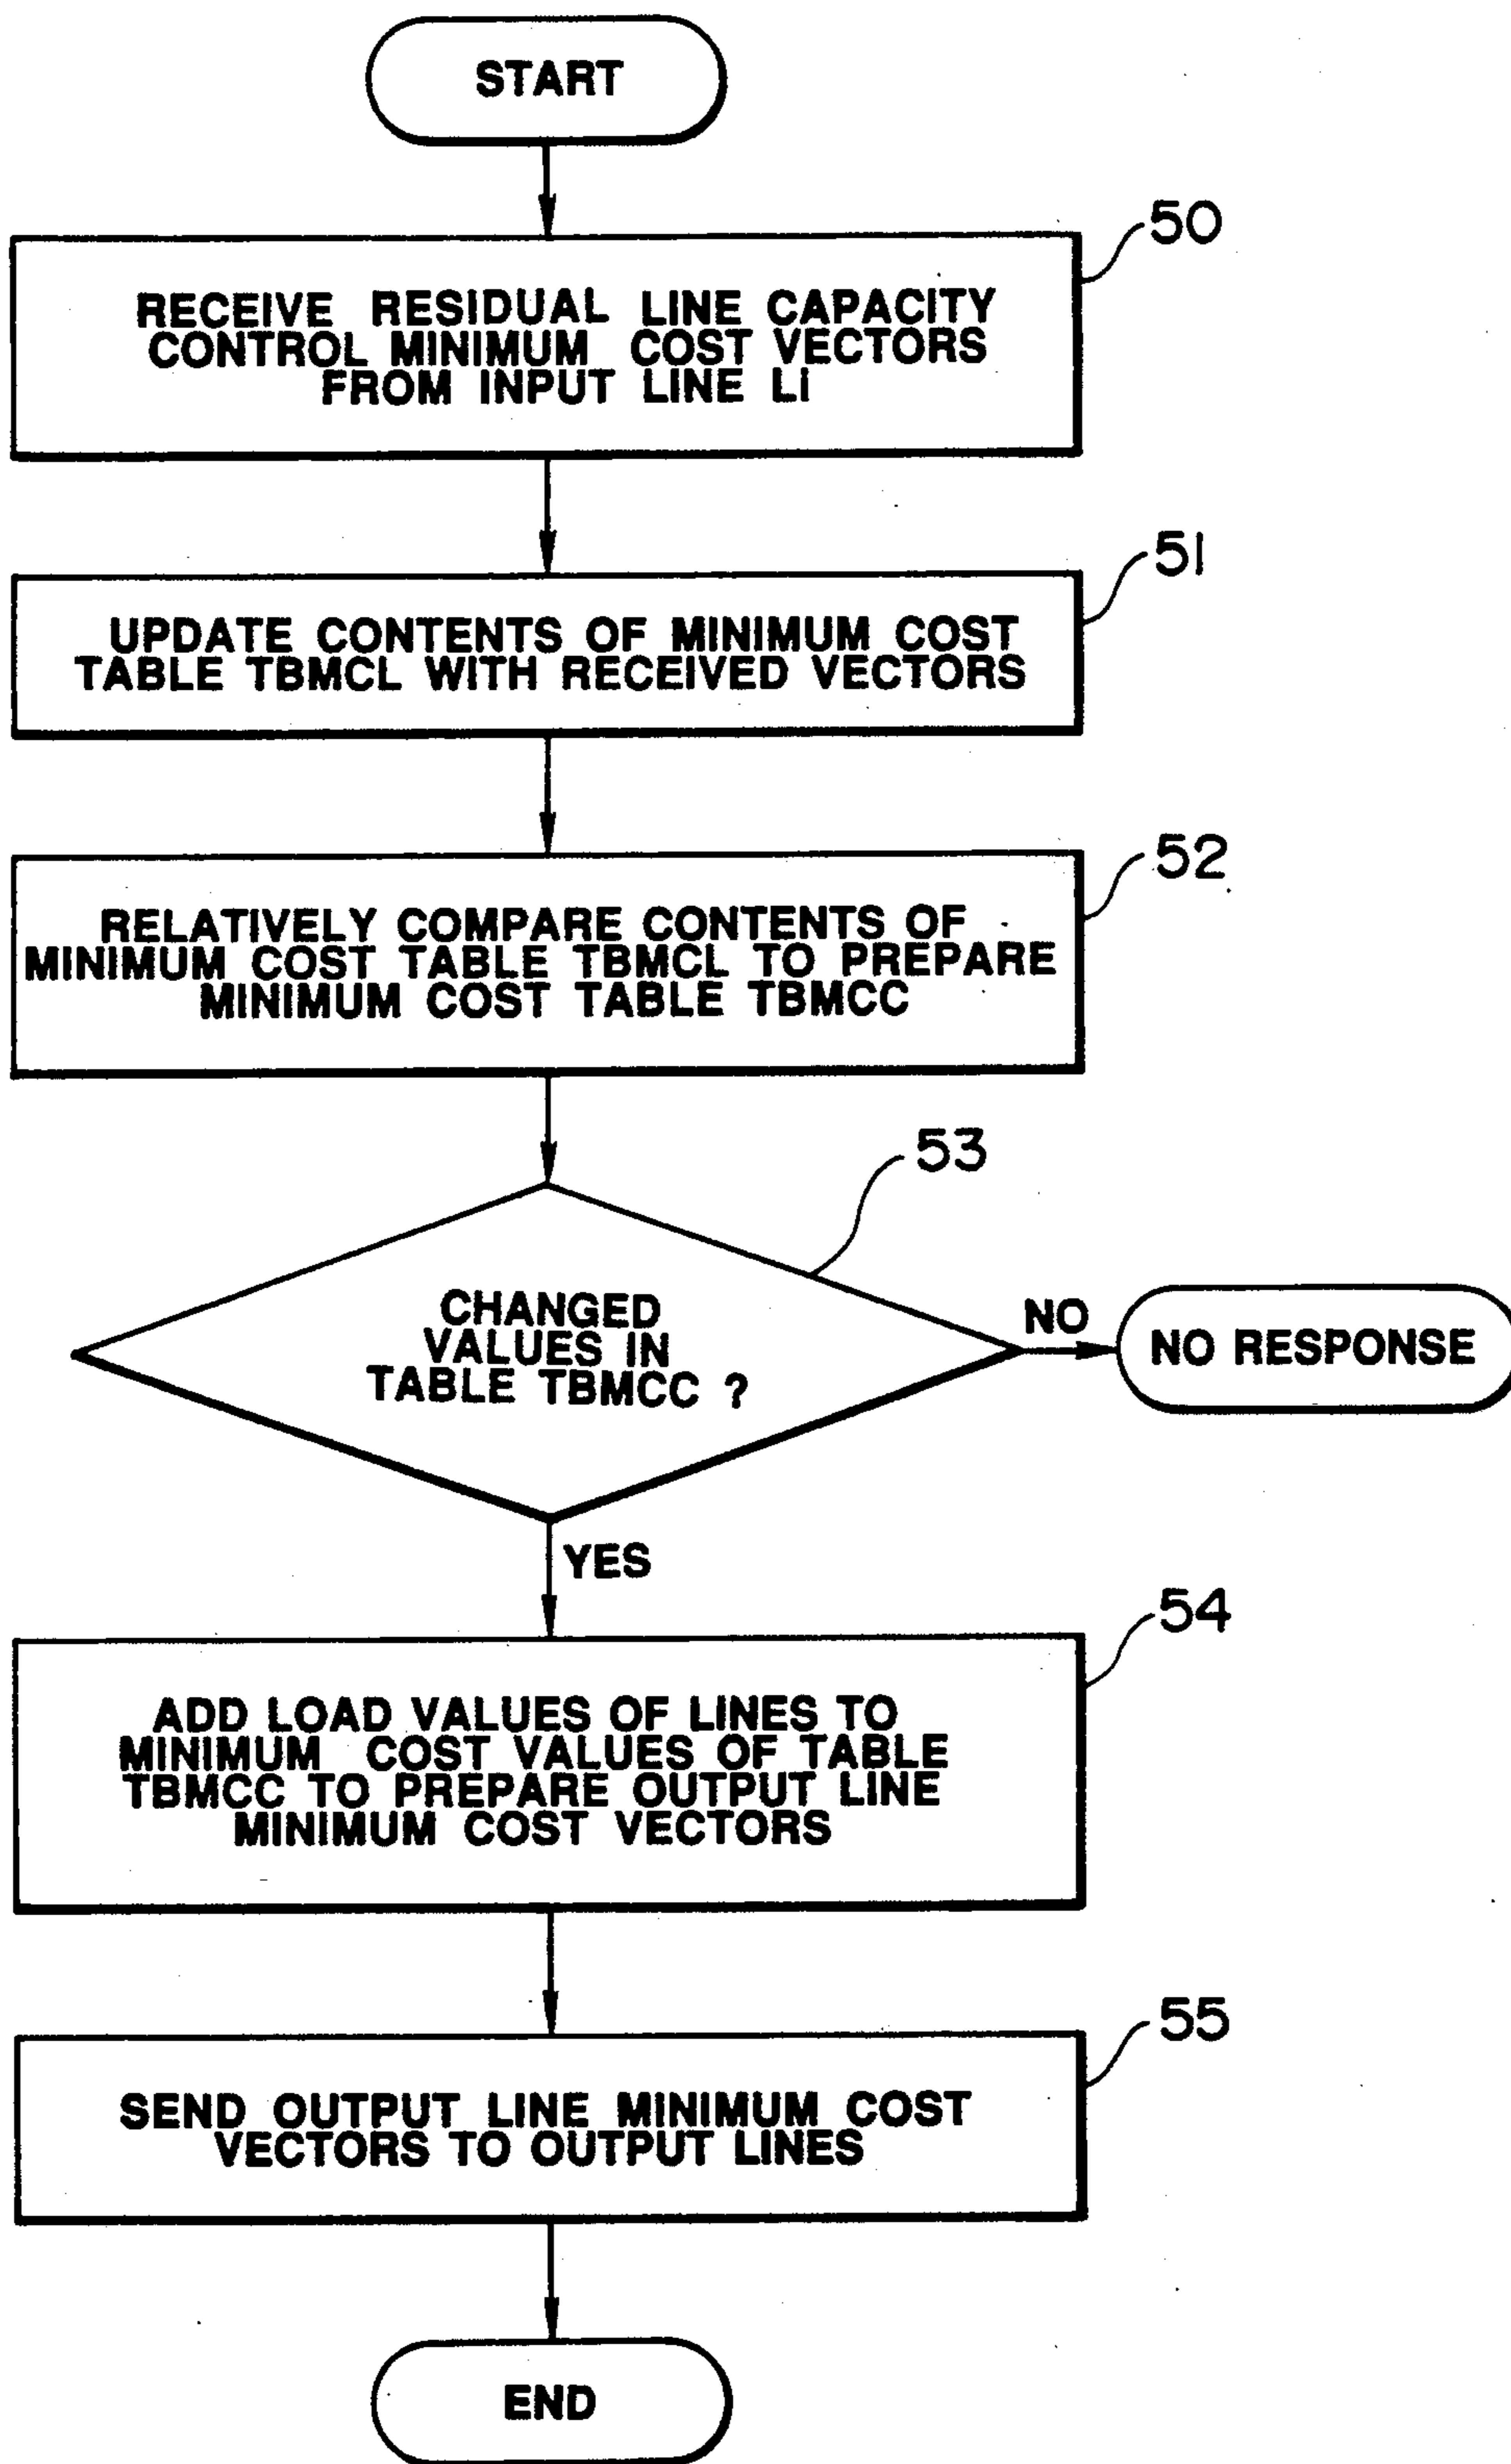 START
50
RECEIVE RESIDUAL LINE CAPACITY
CONTROL MINIMUM COST VECTORS
FROM INPUT LINE Li
51
UPDATE CONTENTS OF MINIMUM COST
TABLE TBMCL WITH RECEIVED VECTORS
52
RELATIVELY COMPARE CONTENTS OF
MINIMUM COST TABLE TBMCL TO PREPARE
MINIMUM COST TABLE TBMCC
53
CHANGED
VALUES IN
TABLE TBMCC ?
NO
NO RESPONSE
YES
54
ADD LOAD VALUES OF LINES TO
MINIMUM COST VALUES OF TABLE
TBMCC TO PREPARE OUTPUT LINE
MINIMUM COST VECTORS
55
SEND OUTPUT LINE MINIMUM COST
VECTORS TO OUTPUT LINES
END